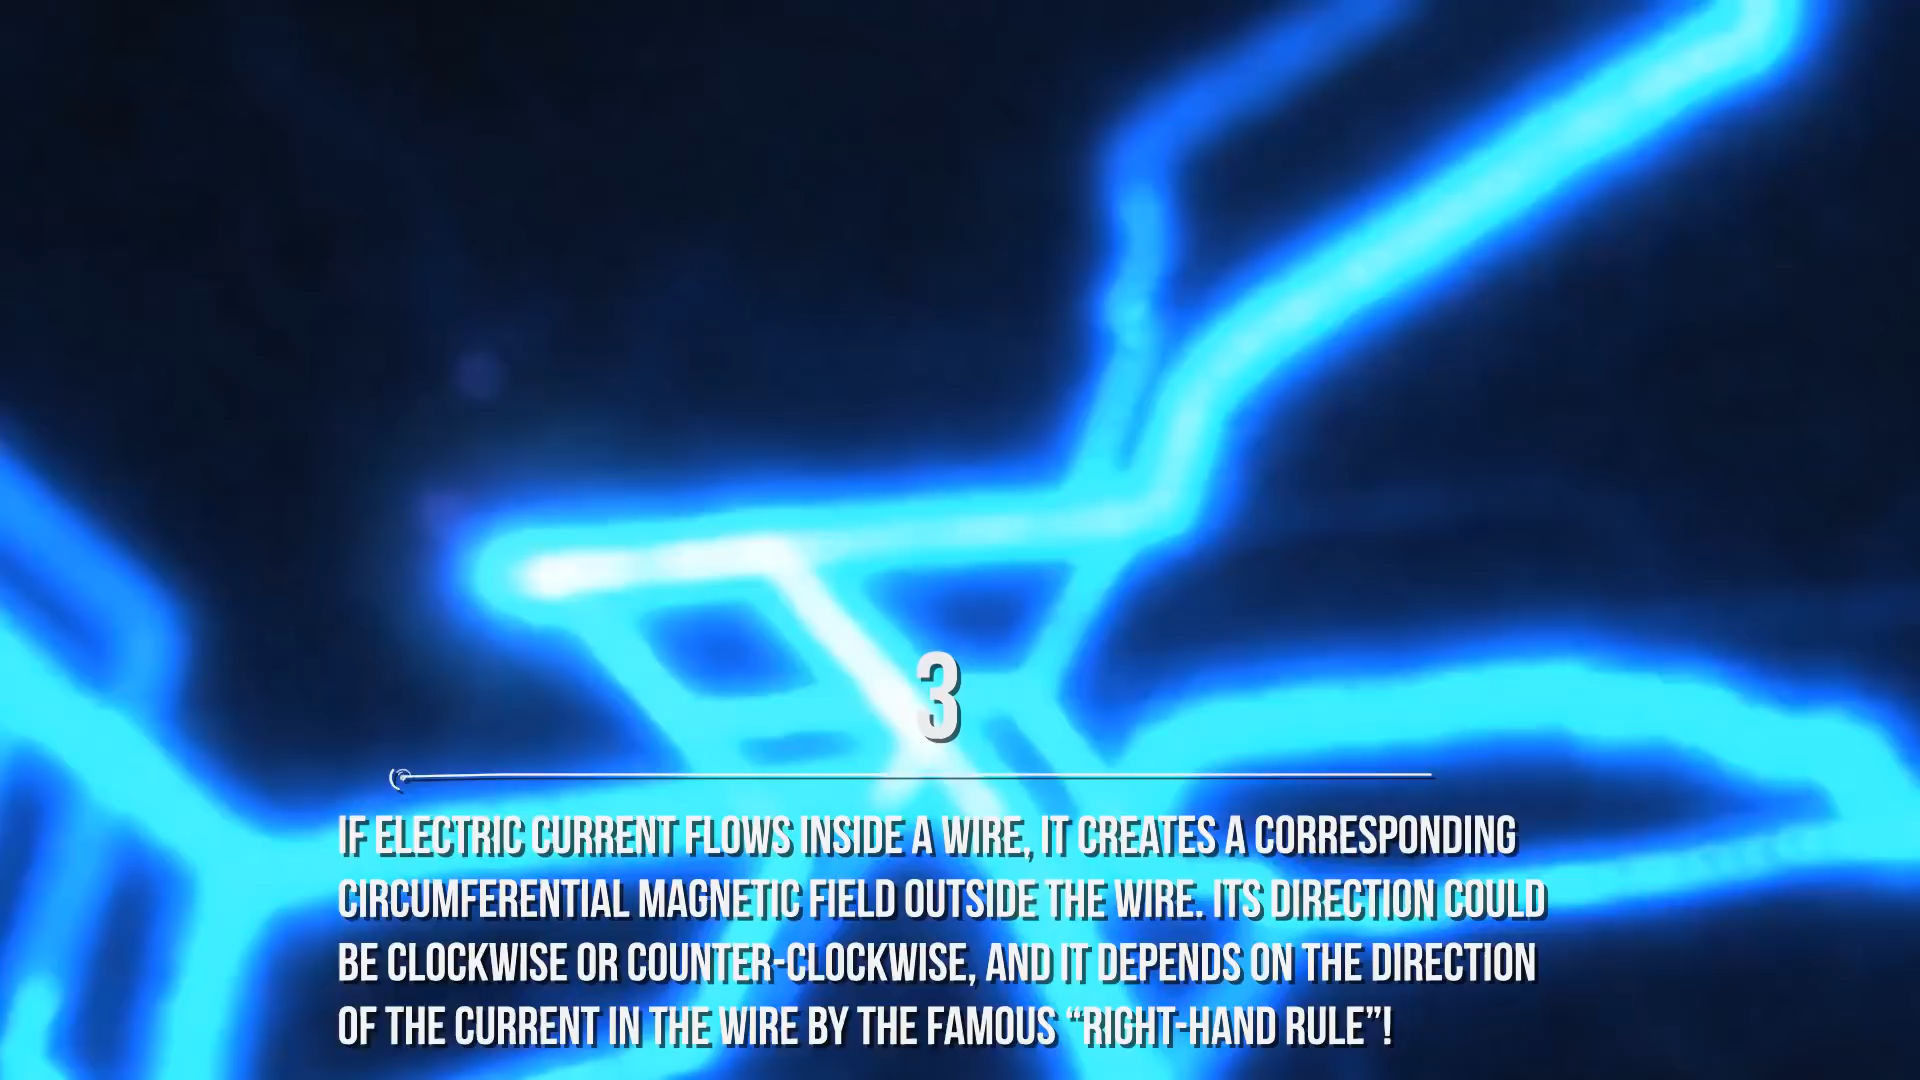 3
IF ELECTRIC CURRENT FLOWS INSIDE A WIRE, IT CREATES A CORRESPONDING
CIRCUMFERENTIAL MAGNETIC FIELD OUTSIDE THE WIRE. ITS DIRECTION COULD
BE CLOCKWISE OR COUNTER-CLOCKWISE, AND IT DEPENDS ON THE DIRECTION
OF THE CURRENT IN THE WIRE BY THE FAMOUS “RIGHT-HAND RULE”!